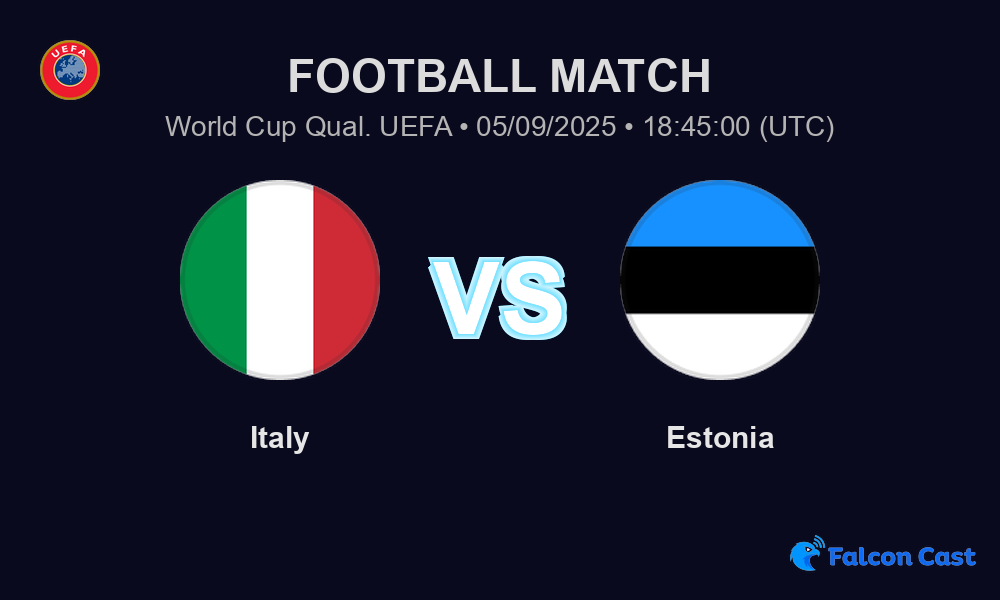 UEFA
FOOTBALL MATCH
World Cup Qual. UEFA • 05/09/2025 • 18:45:00 (UTC)
VS
Italy
Estonia
Falcon Cast